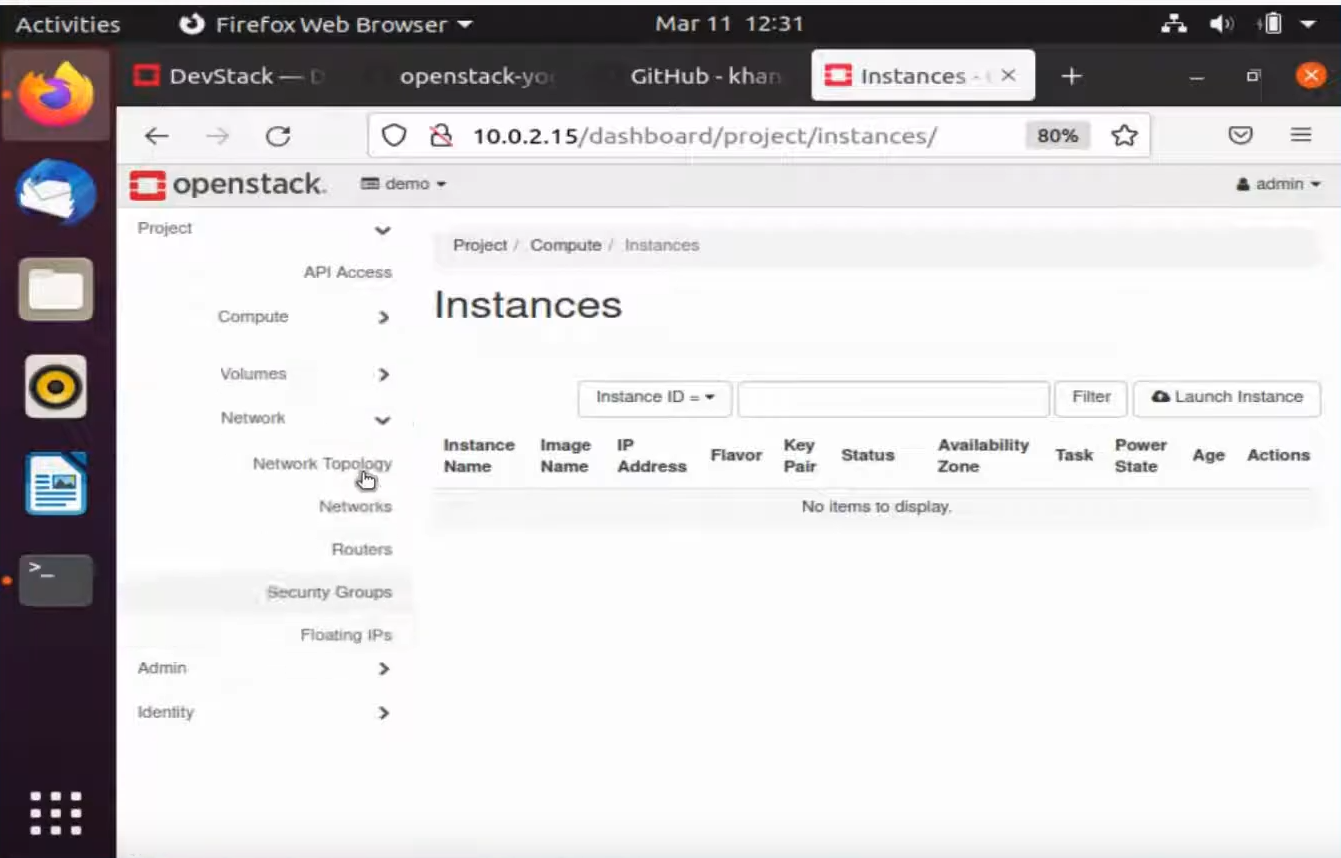 Activities Firefox Web Browser Mar 11 12:31
DevStack — D openstack-yo GitHub - khan Instances -
10.0.2.15/dashboard/project/instances/ 80%
openstack. demo admin
Project
API Access
Compute
Volumes
Network
Network Topology
Networks
Routers
Security Groups
Floating IPs
Admin
Identity
Project / Compute / Instances
Instances
Instance ID = Filter Launch Instance
Instance Name Image Name IP Address Flavor Key Pair Status Availability Zone Task Power State Age Actions
No items to display.